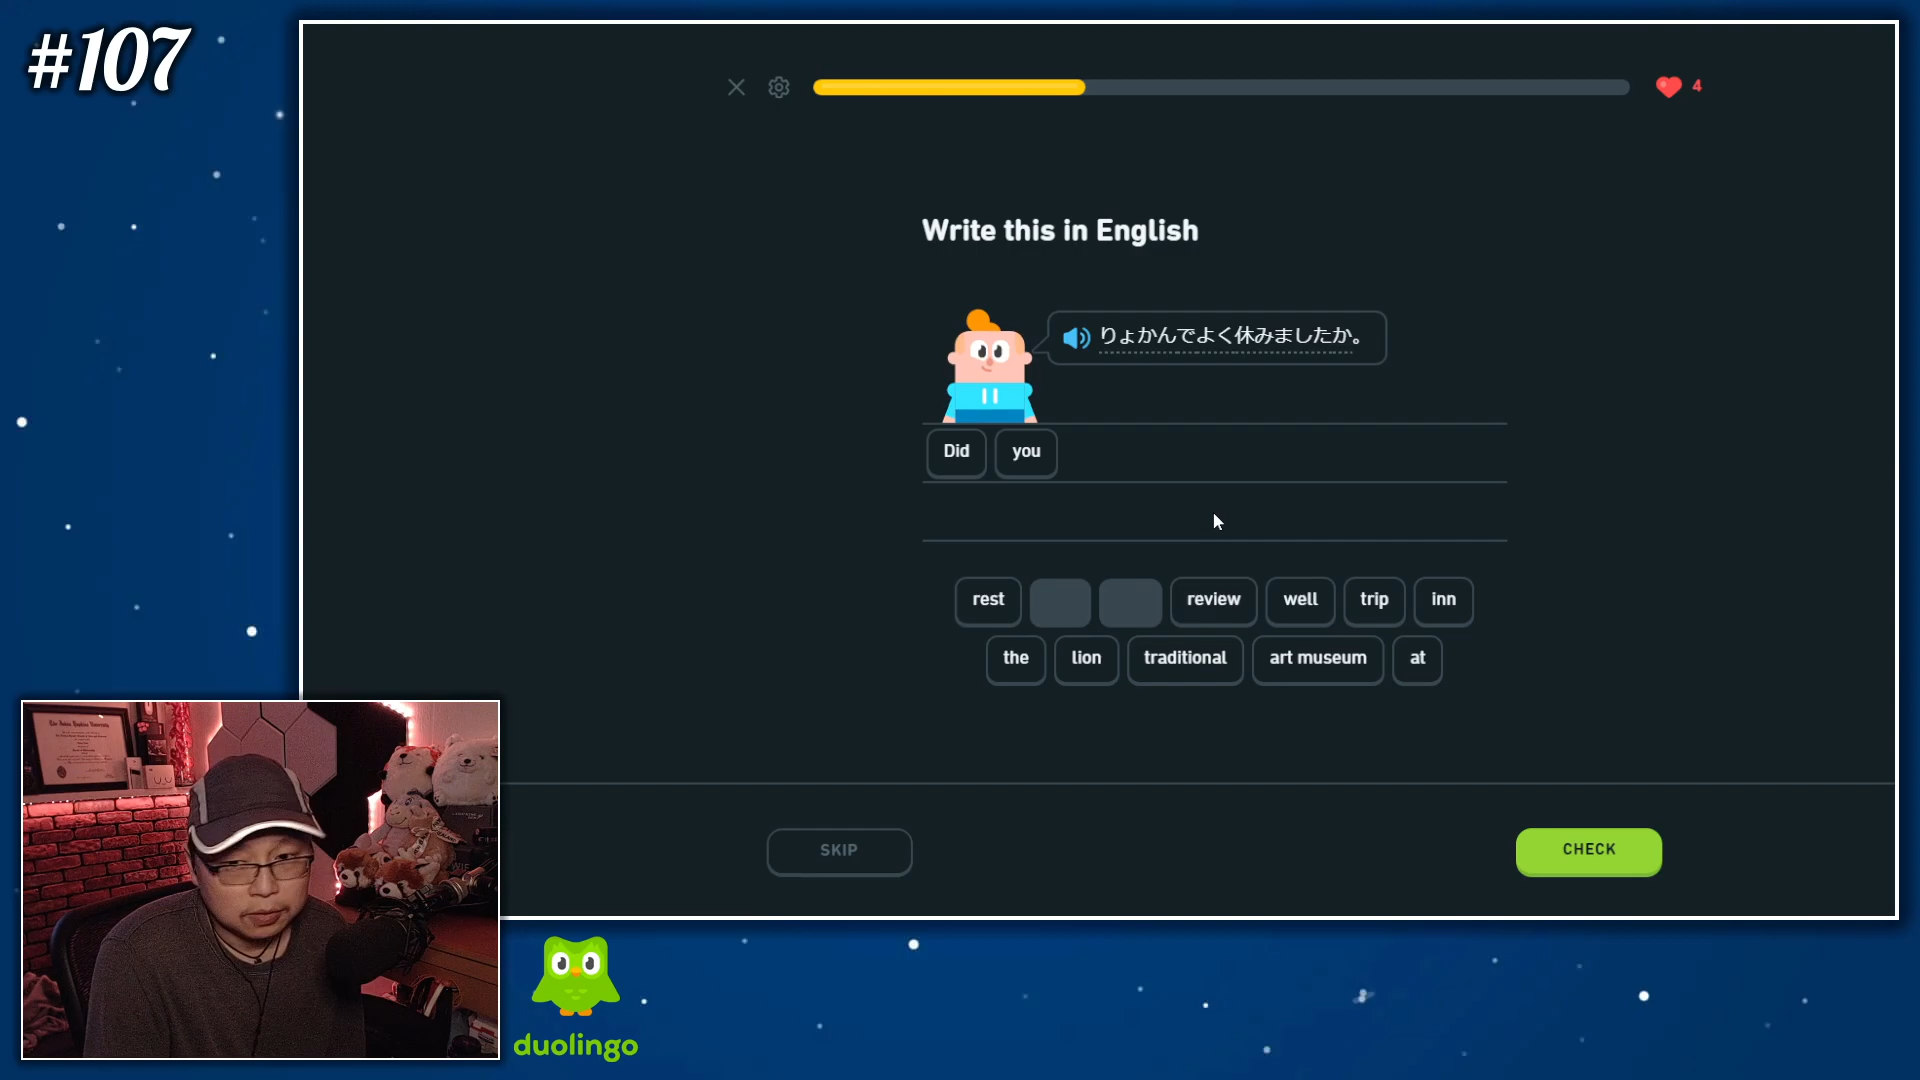 #107
4
Write this in English
りょかんでよく休みましたか。
Did you
rest review well trip inn
the lion traditional art museum at
SKIP CHECK
duolingo